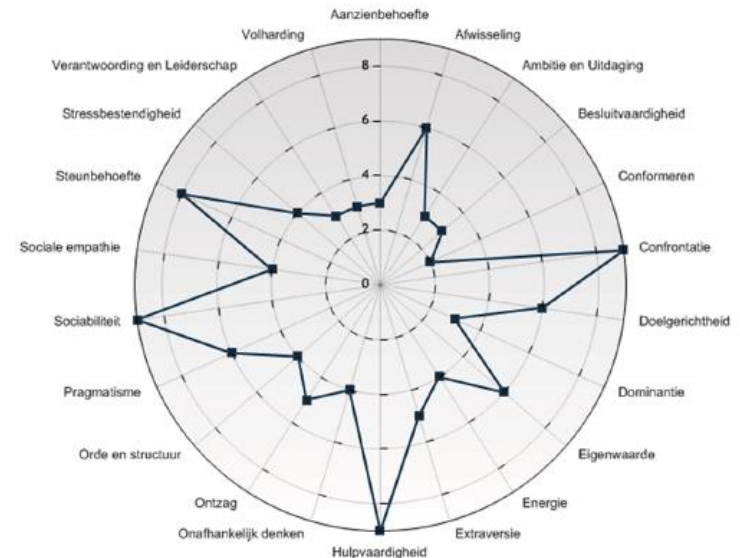 Aanzienbehoefte
Volharding
Afwisseling
Verantwoording en Leiderschap
Ambitie en Uitdaging
Stressbestendigheid
Besluitvaardigheid
Steunbehoefte
Conformeren
Sociale empathie
Confrontatie
Sociabiliteit
Doelgerichtheid
Pragmatisme
Dominantie
Orde en structuur
Eigenwaarde
Ontzag
Energie
Onafhankelijk denken
Extraversie
Hulpvaardigheid
8
6
4
2
0